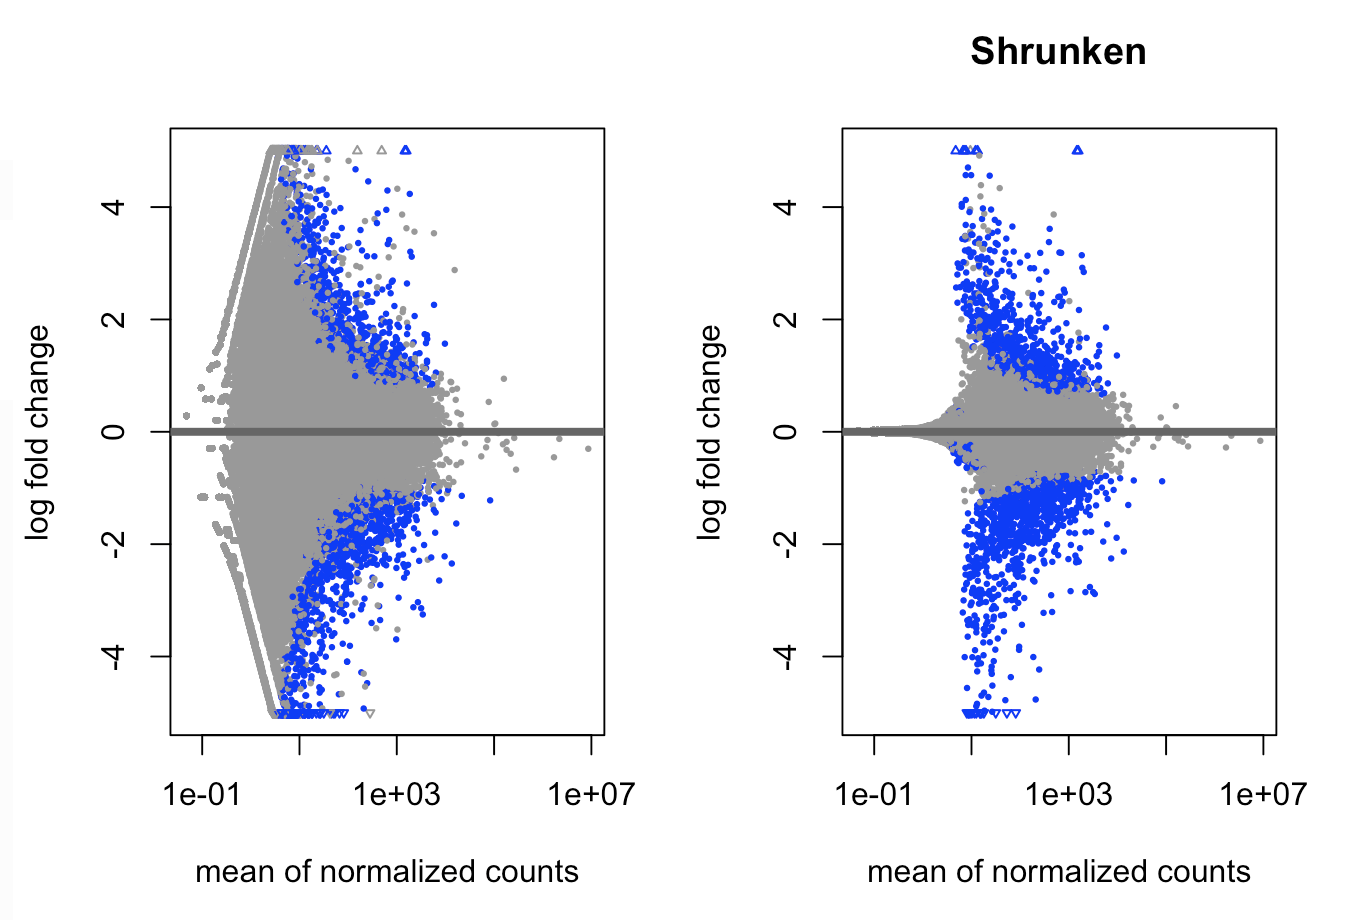 Shrunken
log fold change
4
2
0
-2
-4
1e-01
1e+03
1e+07
mean of normalized counts
log fold change
4
2
0
-2
-4
1e-01
1e+03
1e+07
mean of normalized counts